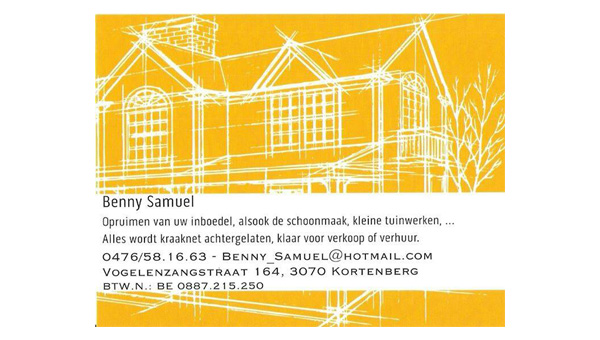 Benny Samuel
Opruimen van uw inboedel, alsook de schoonmaak, kleine tuinwerken, ...
Alles wordt kraaknet achtergelaten, klaar voor verkoop of verhuur.
0476/58.16.63 - Benny_Samuel@hotmail.com
Vogelenzangstraat 164, 3070 Kortenberg
BTW.N.: BE 0887.215.250